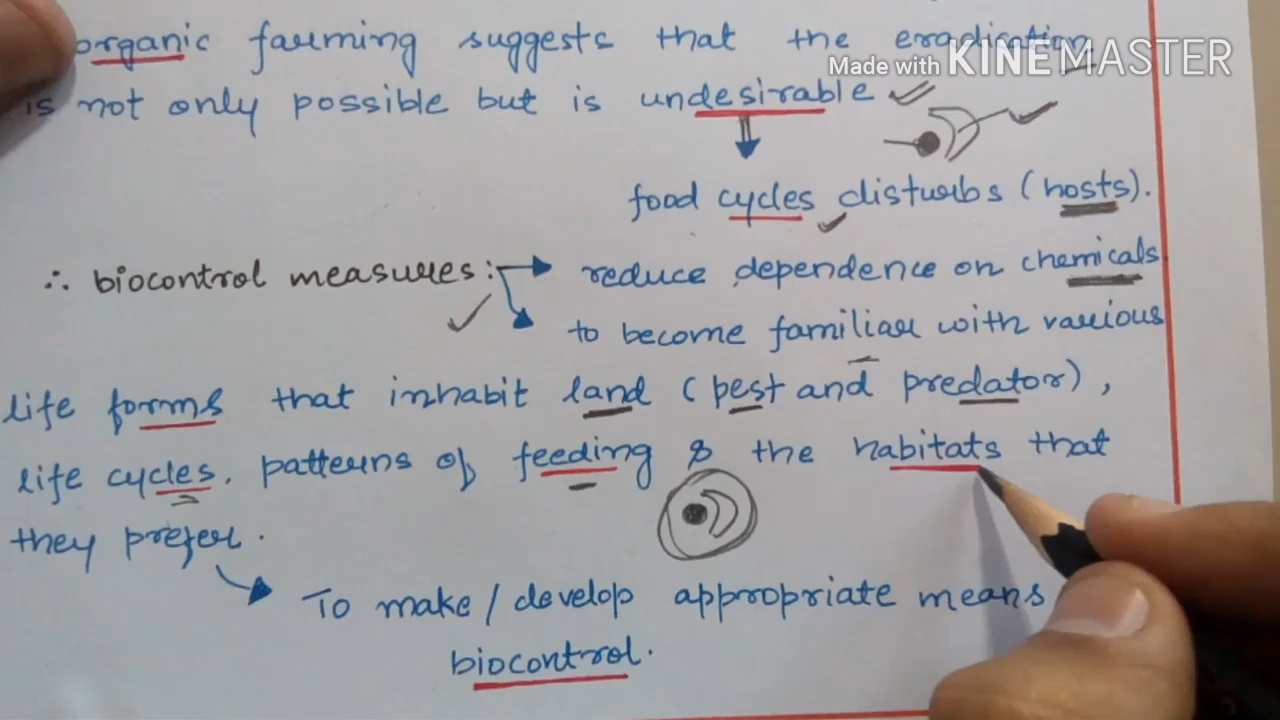 organic farming suggests that the eradication
Made with KINEMASTER
is not only possible but is undesirable
food cycles disturbs (hosts).
∴ biocontrol measures: reduce dependence on chemicals
to become familiar with various
life forms that inhabit land (pest and predator),
life cycles, patterns of feeding & the habitats that
they prefer.
To make / develop appropriate means
biocontrol.